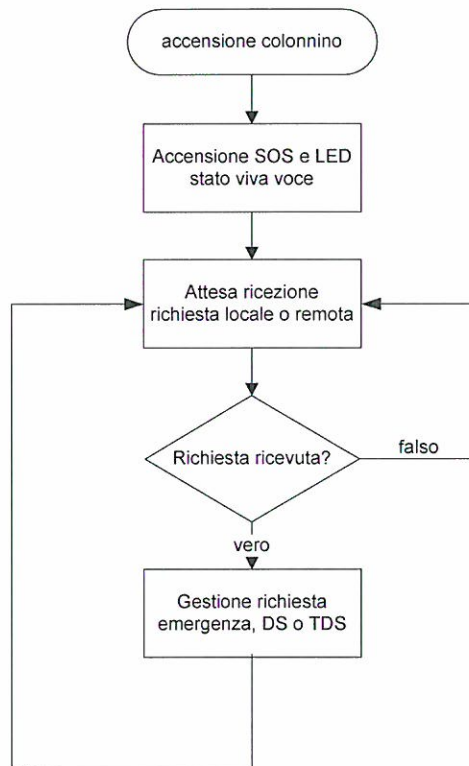 accensione colonnino
Accensione SOS e LED
stato viva voce
Attesa ricezione
richiesta locale o remota
Richiesta ricevuta?
falso
vero
Gestione richiesta
emergenza, DS o TDS